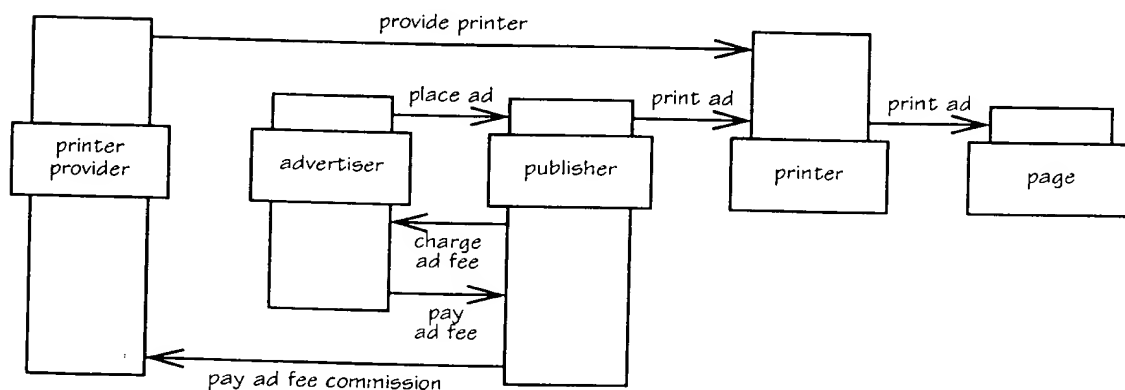 provide printer
place ad
print ad
print ad
printer
provider
advertiser
publisher
printer
page
charge
ad fee
pay
ad fee
pay ad fee commission